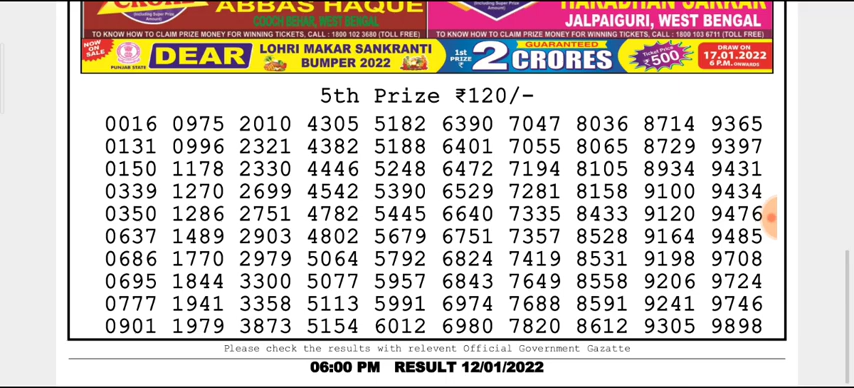 ABBAS HAQUE
COOCH BEHAR, WEST BENGAL
TO KNOW HOW TO CLAIM PRIZE MONEY FOR WINNING TICKETS, CALL : 1800 102 3680 (TOLL FREE)
(Including Super Prize Amount)
HARADHAN SARKAR
JALPAIGURI, WEST BENGAL
TO KNOW HOW TO CLAIM PRIZE MONEY FOR WINNING TICKETS, CALL : 1800 103 6711 (TOLL FREE)
NOW ON SALE
PUNJAB STATE
DEAR
LOHRI MAKAR SANKRANTI
BUMPER 2022
1st PRIZE ₹
GUARANTEED
2 CRORES
Ticket Price ₹500
DRAW ON
17.01.2022
6 P.M. ONWARDS
5th Prize ₹120/-
0016 0975 2010 4305 5182 6390 7047 8036 8714 9365
0131 0996 2321 4382 5188 6401 7055 8065 8729 9397
0150 1178 2330 4446 5248 6472 7194 8105 8934 9431
0339 1270 2699 4542 5390 6529 7281 8158 9100 9434
0350 1286 2751 4782 5445 6640 7335 8433 9120 9476
0637 1489 2903 4802 5679 6751 7357 8528 9164 9485
0686 1770 2979 5064 5792 6824 7419 8531 9198 9708
0695 1844 3300 5077 5957 6843 7649 8558 9206 9724
0777 1941 3358 5113 5991 6974 7688 8591 9241 9746
0901 1979 3873 5154 6012 6980 7820 8612 9305 9898
Please check the results with relevent Official Government Gazatte
06:00 PM RESULT 12/01/2022